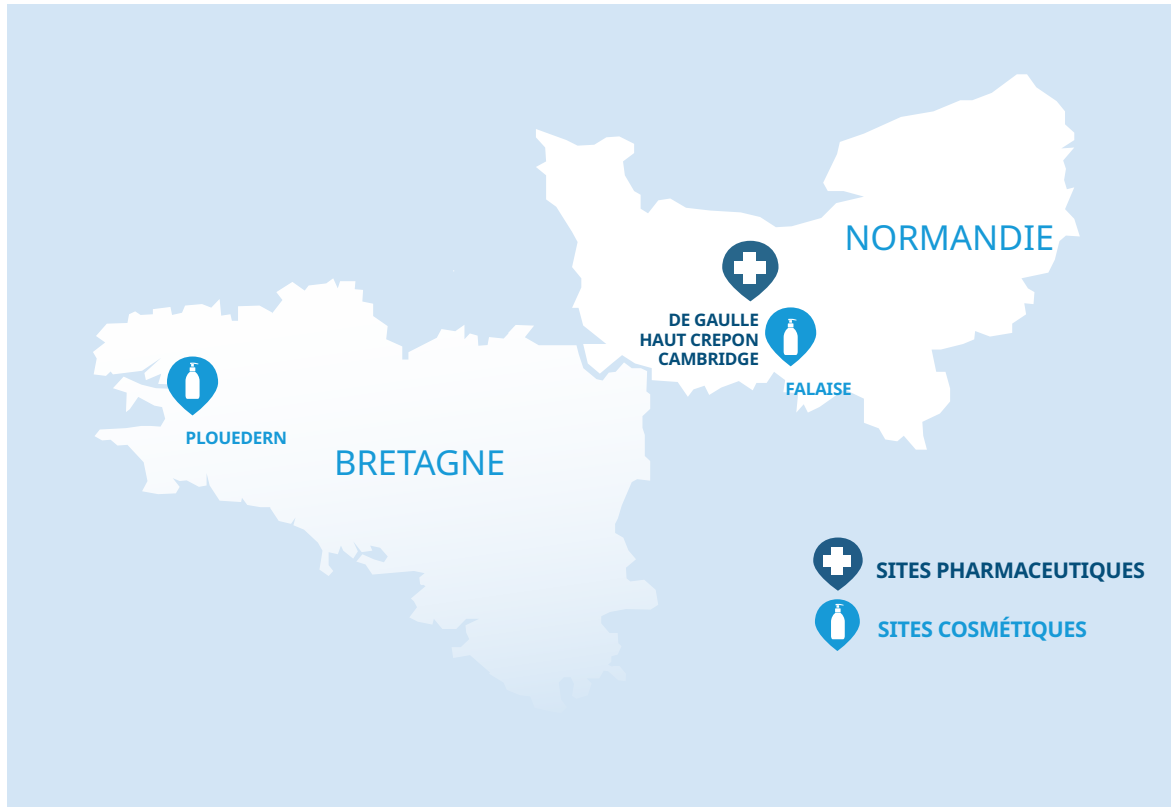 NORMANDIE
DE GAULLE
HAUT CREPON
CAMBRIDGE
FALAISE
PLOUEDERN
BRETAGNE
SITES PHARMACEUTIQUES
SITES COSMÉTIQUES